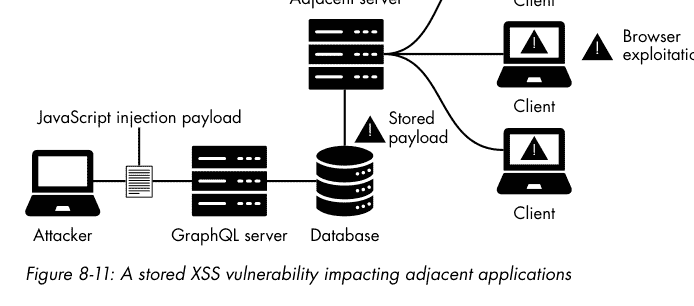 Adjacent server
Client
Browser
Client
JavaScript injection payload
Stored
payload
Attacker
GraphQL server
Database
Client
Figure 8-11: A stored XSS vulnerability impacting adjacent applications